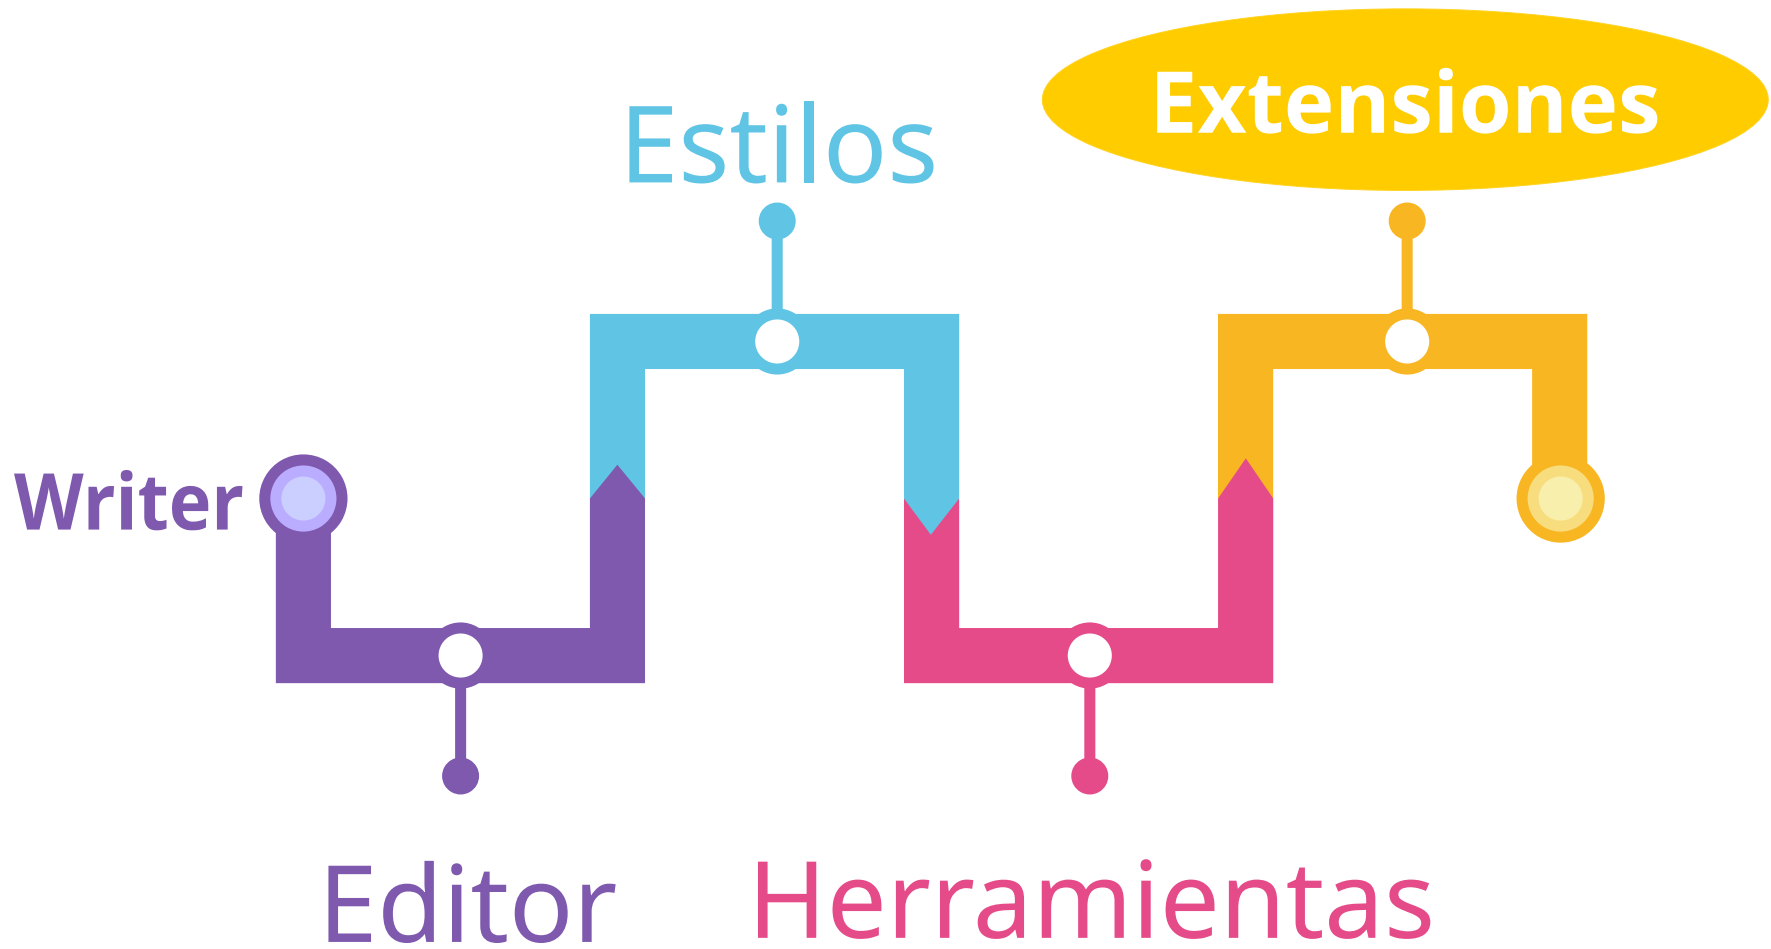 Writer
Editor
Estilos
Herramientas
Extensiones